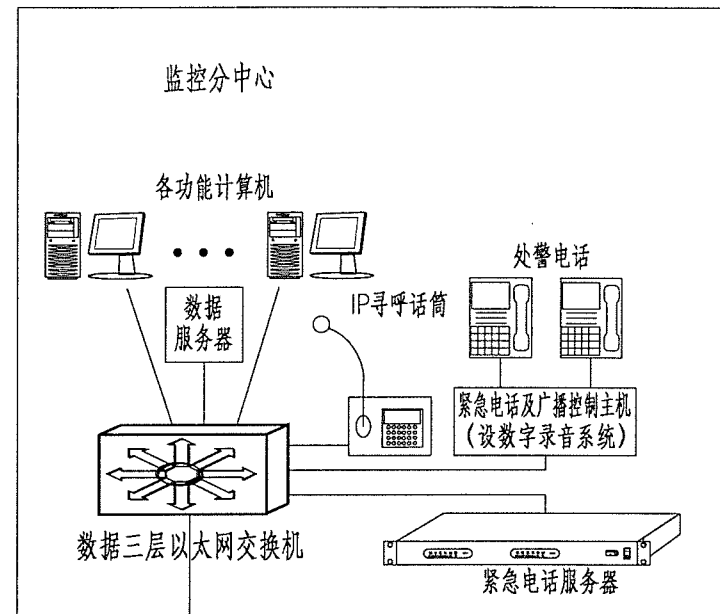 监控分中心
各功能计算机
处警电话
数据
服务器
IP寻呼话筒
紧急电话及广播控制主机
（设数字录音系统）
数据三层以太网交换机
紧急电话服务器